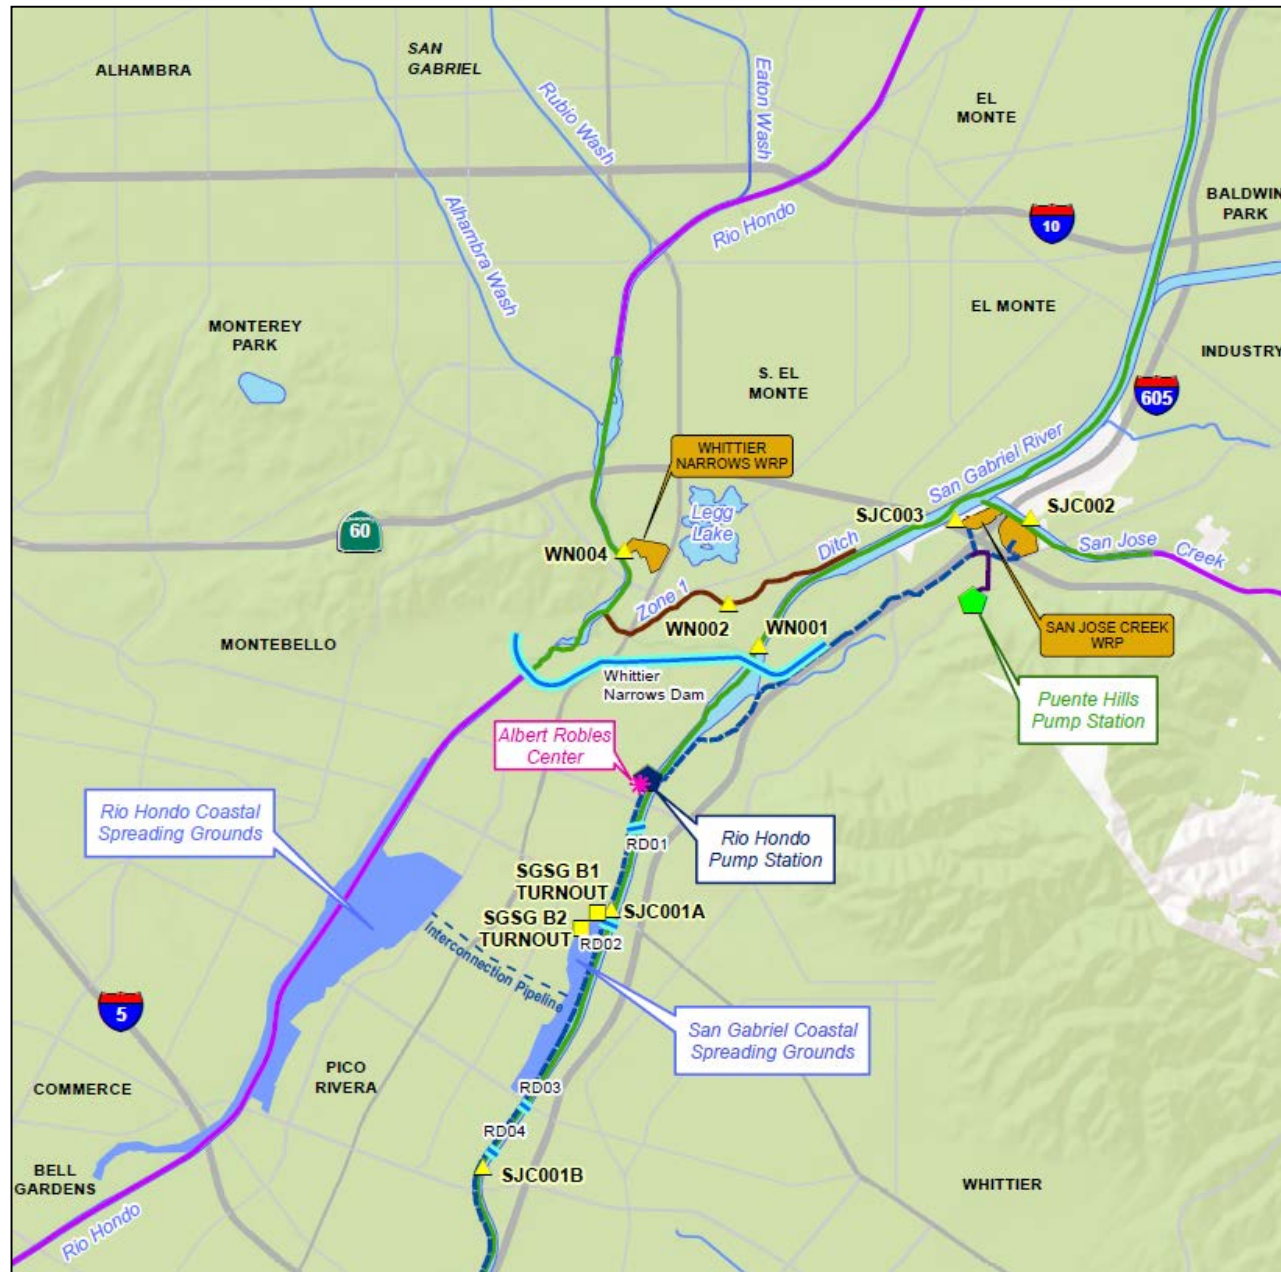 SAN
GABRIEL
ALHAMBRA
Rubio Wash
Eaton Wash
EL
MONTE
BALDWIN
PARK
10
Alhambra Wash
Rio Hondo
EL MONTE
MONTEREY
PARK
INDUSTRY
S. EL
MONTE
605
WHITTIER
NARROWS WRP
San Gabriel River
Legg
Lake
SJC003
SJC002
60
WN004
Ditch
San Jose
Creek
Zone 1
WN002
WN001
SAN JOSE CREEK
WRP
MONTEBELLO
Whittier
Narrows Dam
Puente Hills
Pump Station
Albert Robles
Center
Rio Hondo Coastal
Spreading Grounds
RD01
Rio Hondo
Pump Station
SGSG B1
TURNOUT
SJC001A
SGSG B2
TURNOUT
RD02
Interconnection Pipeline
5
San Gabriel Coastal
Spreading Grounds
PICO
RIVERA
COMMERCE
RD03
RD04
BELL
GARDENS
SJC001B
WHITTIER
Rio Hondo